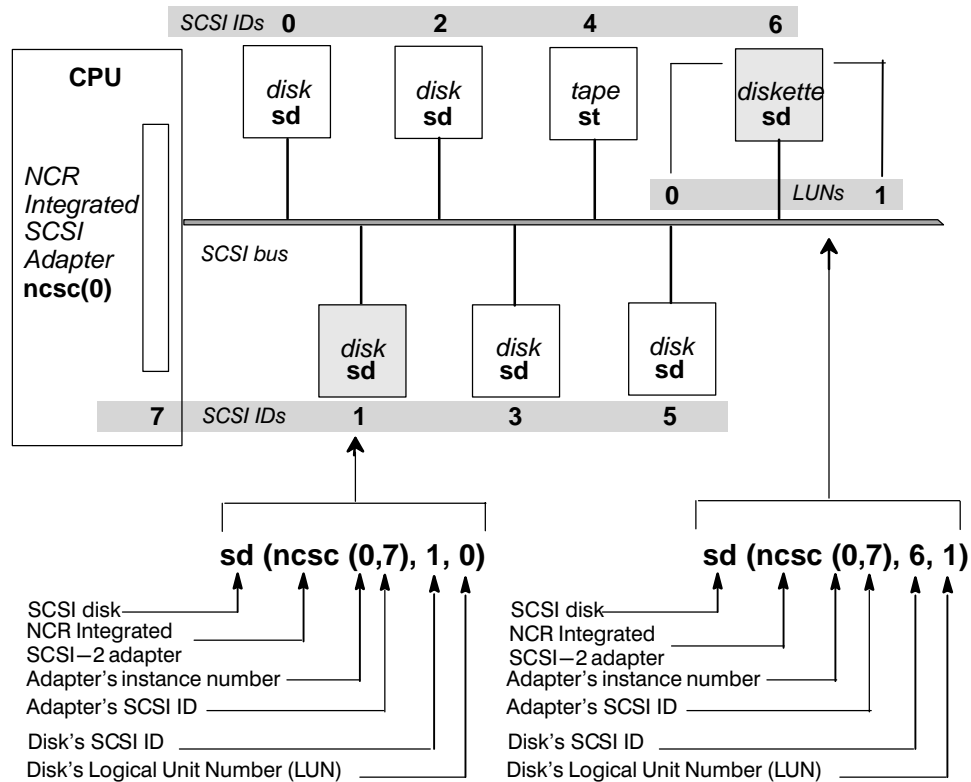 SCSI IDs 0 2 4 6
CPU
disk
sd
disk
sd
tape
st
diskette
sd
NCR
Integrated
SCSI
Adapter
ncsc(0)
0 LUNs 1
SCSI bus
disk
sd
disk
sd
disk
sd
7 SCSI IDs 1 3 5
sd (ncsc (0,7), 1, 0)
SCSI disk
NCR Integrated
SCSI–2 adapter
Adapter's instance number
Adapter's SCSI ID
Disk's SCSI ID
Disk's Logical Unit Number (LUN)
sd (ncsc (0,7), 6, 1)
SCSI disk
NCR Integrated
SCSI–2 adapter
Adapter's instance number
Adapter's SCSI ID
Disk's SCSI ID
Disk's Logical Unit Number (LUN)